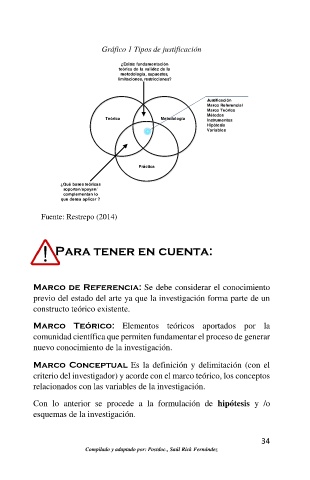 Gráfico 1 Tipos de justificación
¿Existe fundamentación
teórica de la validez de la
metodología, supuestos,
limitaciones, restricciones?
Justificación
Marco Referencial
Marco Teórico
Métodos
Instrumentos
Hipótesis
Variables
Teórica
Metodología
Práctica
¿Qué bases teóricas
aportan/apoyan/
complementan lo
que desea aplicar ?
Fuente: Restrepo (2014)
PARA TENER EN CUENTA:
MARCO DE REFERENCIA: Se debe considerar el conocimiento
previo del estado del arte ya que la investigación forma parte de un
constructo teórico existente.
MARCO TEÓRICO: Elementos teóricos aportados por la
comunidad científica que permiten fundamentar el proceso de generar
nuevo conocimiento de la investigación.
MARCO CONCEPTUAL Es la definición y delimitación (con el
criterio del investigador) y acorde con el marco teórico, los conceptos
relacionados con las variables de la investigación.
Con lo anterior se procede a la formulación de hipótesis y /o
esquemas de la investigación.
34
Compilado y adaptado por: Postdoc., Saúl Rick Fernández